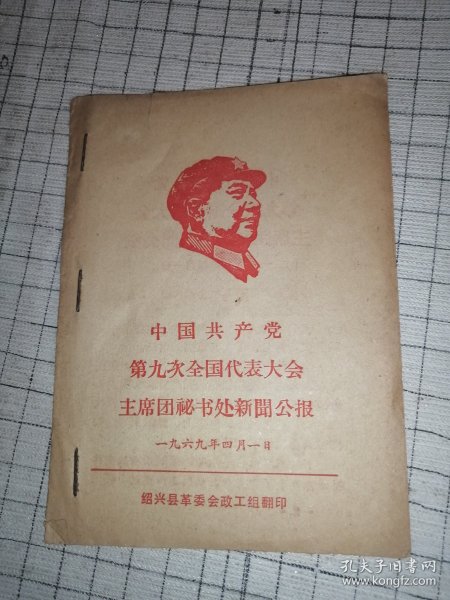 中国共产党
第九次全国代表大会
主席团祕书处新聞公报
一九六九年四月一日
绍兴县革委会政工组翻印
孔夫子旧书网
www.kongfz.com